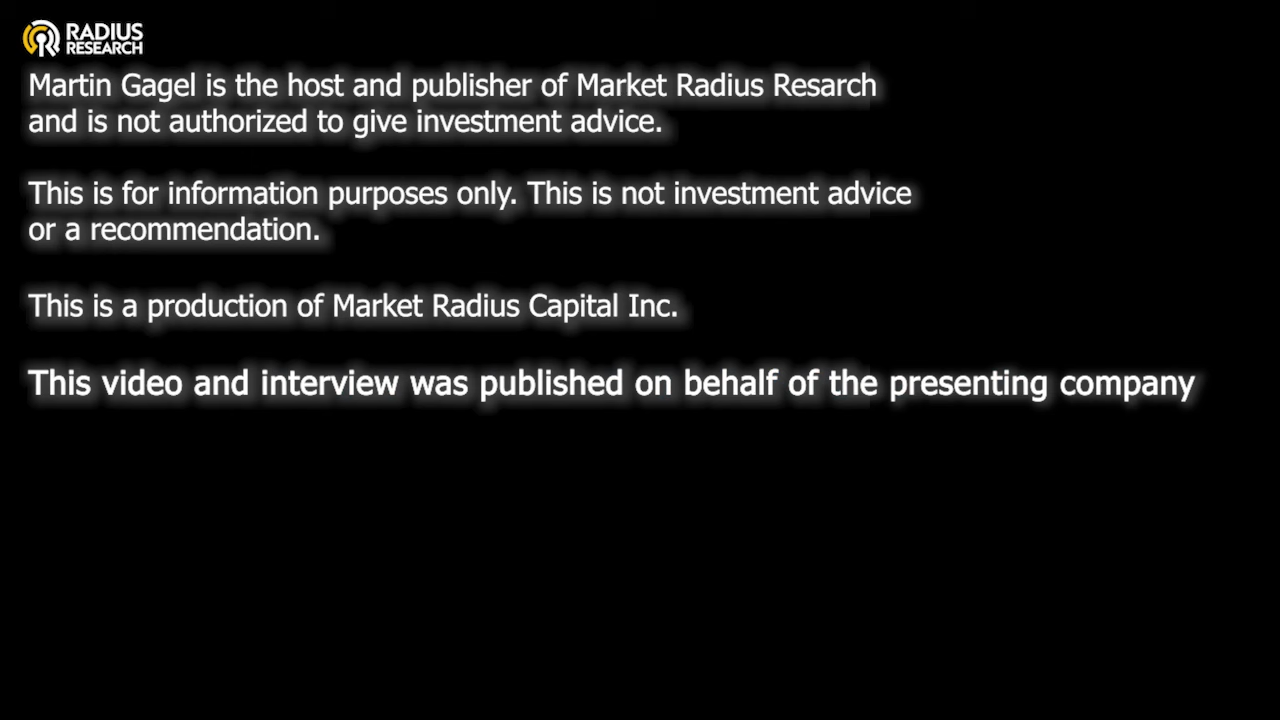 RADIUS
RESEARCH
Martin Gagel is the host and publisher of Market Radius Resarch
and is not authorized to give investment advice.
This is for information purposes only. This is not investment advice
or a recommendation.
This is a production of Market Radius Capital Inc.
This video and interview was published on behalf of the presenting company